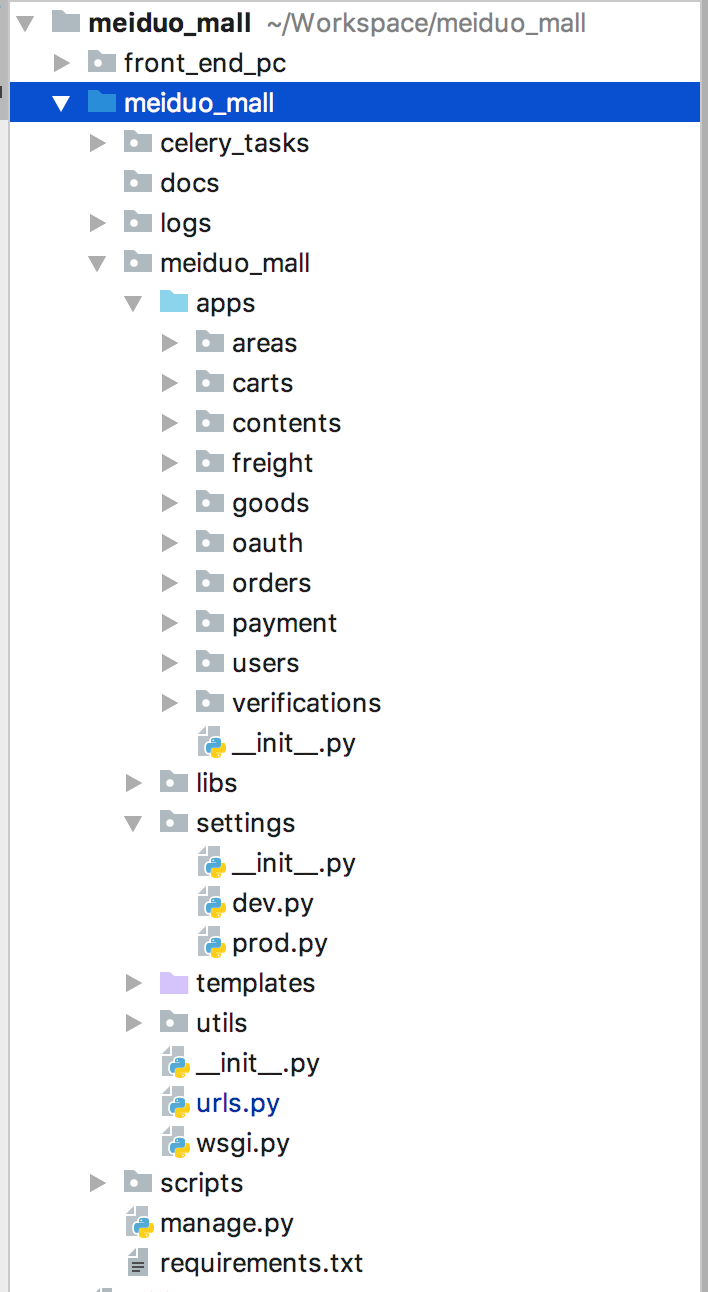 meiduo_mall ~/Workspace/meiduo_mall
front_end_pc
meiduo_mall
celery_tasks
docs
logs
meiduo_mall
apps
areas
carts
contents
freight
goods
oauth
orders
payment
users
verifications
__init__.py
libs
settings
__init__.py
dev.py
prod.py
templates
utils
__init__.py
urls.py
wsgi.py
scripts
manage.py
requirements.txt